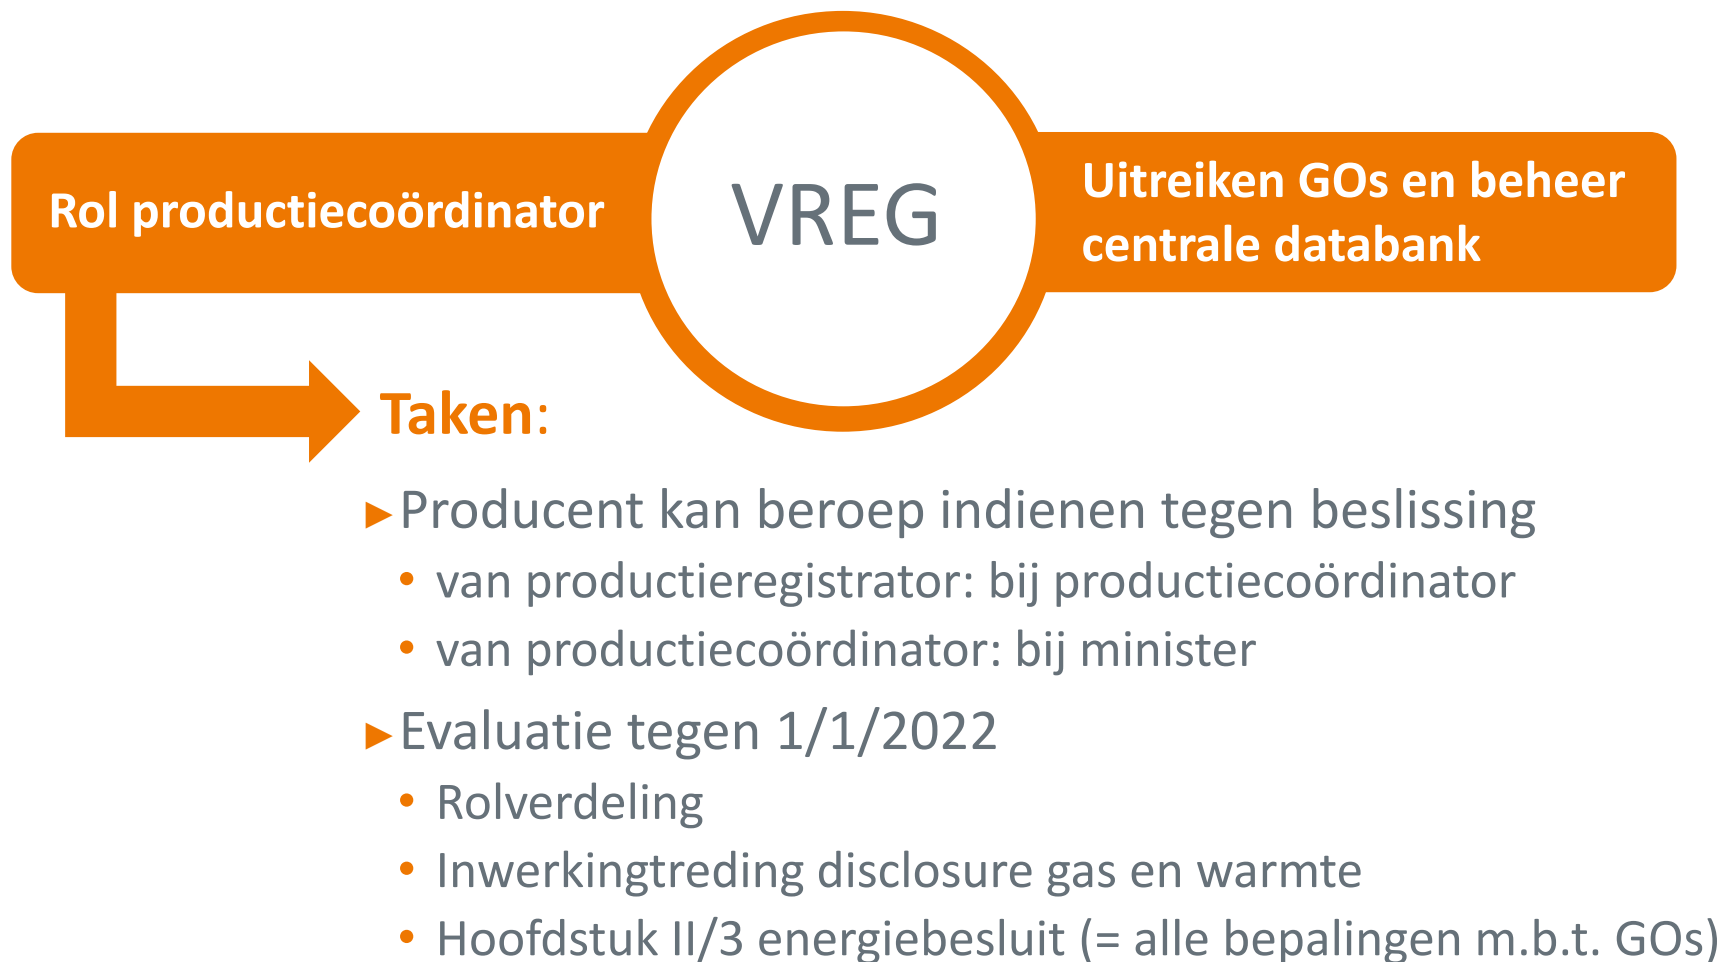 Rol productiecoördinator
VREG
Uitreiken GOs en beheer
centrale databank
Taken:
►Producent kan beroep indienen tegen beslissing
• van productieregistrator: bij productiecoördinator
• van productiecoördinator: bij minister
►Evaluatie tegen 1/1/2022
• Rolverdeling
• Inwerkingtreding disclosure gas en warmte
• Hoofdstuk II/3 energiebesluit (= alle bepalingen m.b.t. GOs)